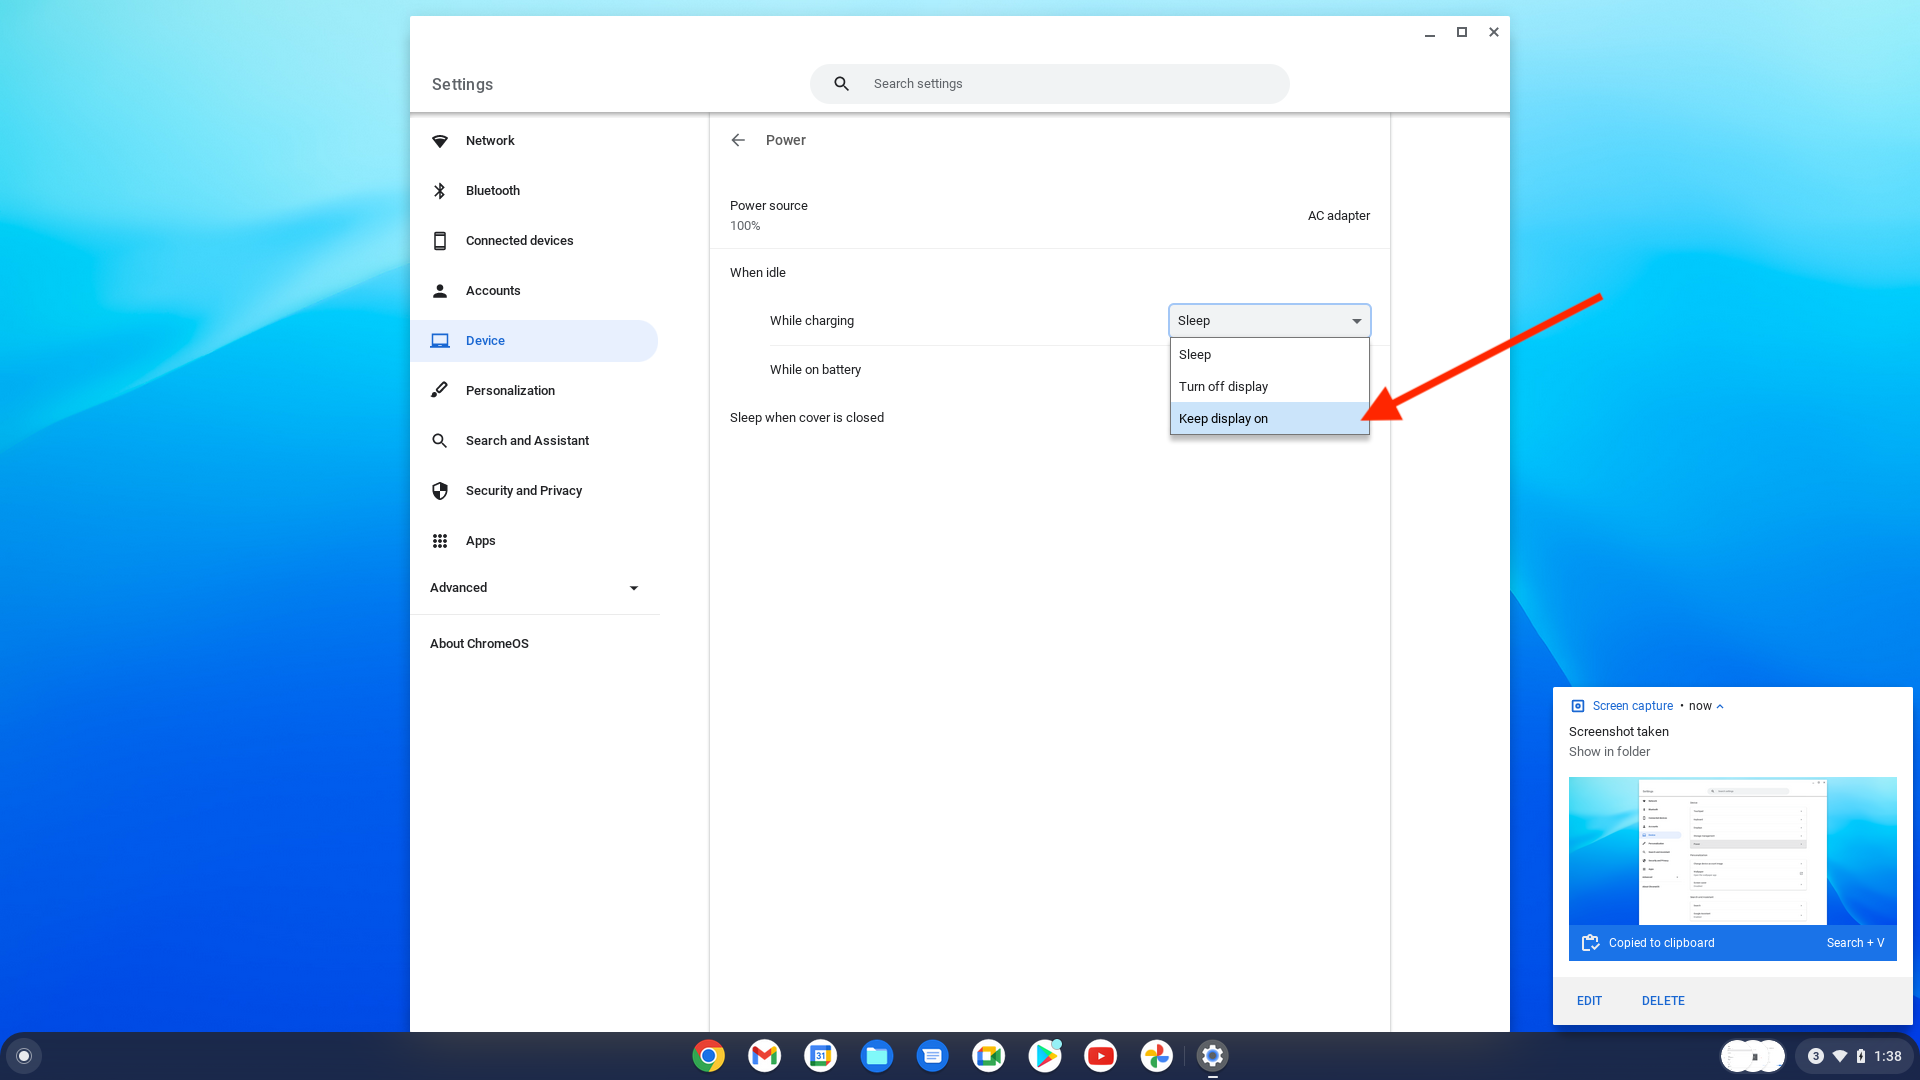 Settings
Search settings
Network
Bluetooth
Connected devices
Accounts
Device
Personalization
Search and Assistant
Security and Privacy
Apps
Advanced
About ChromeOS
Power
Power source
100%
AC adapter
When idle
While charging
Sleep
Sleep
Turn off display
Keep display on
While on battery
Sleep when cover is closed
Screen capture • now
Screenshot taken
Show in folder
Copied to clipboard
Search + V
EDIT
DELETE
31
3
1:38